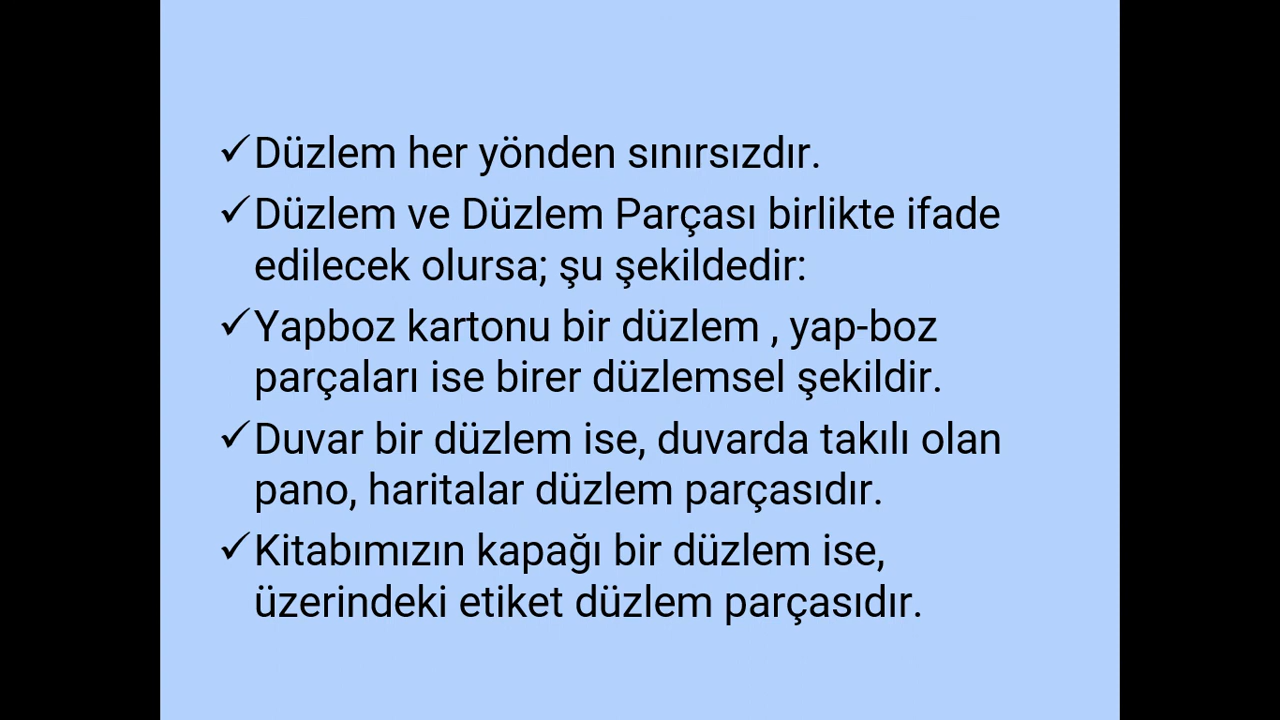 ✓Düzlem her yönden sınırsızdır.
✓Düzlem ve Düzlem Parçası birlikte ifade
edilecek olursa; şu şekildedir:
✓Yapboz kartonu bir düzlem , yap-boz
parçaları ise birer düzlemsel şekildir.
✓Duvar bir düzlem ise, duvarda takılı olan
pano, haritalar düzlem parçasıdır.
✓Kitabımızın kapağı bir düzlem ise,
üzerindeki etiket düzlem parçasıdır.